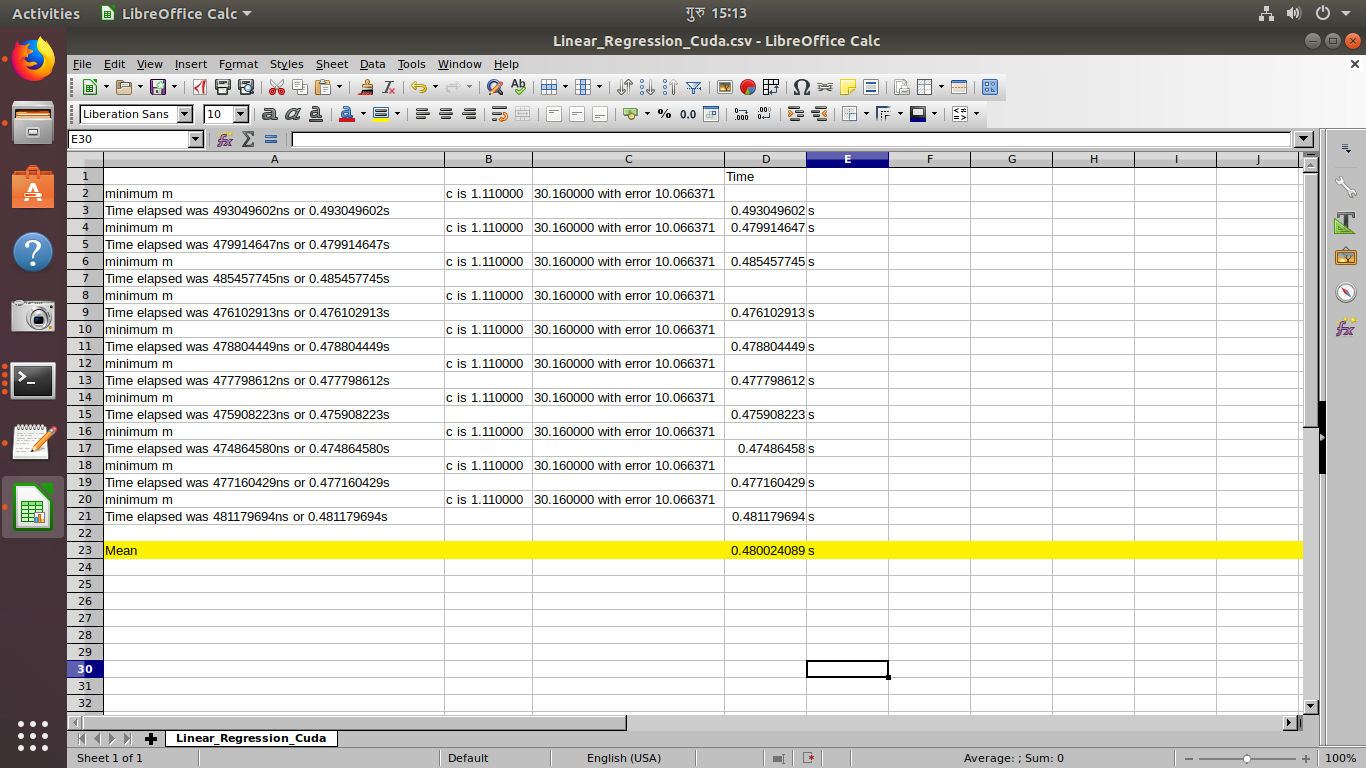 Activities LibreOffice Calc गुरु 15:13
Linear_Regression_Cuda.csv - LibreOffice Calc
File Edit View Insert Format Styles Sheet Data Tools Window Help
Liberation Sans 10
E30
A B C D E F G H I J
1 Time
2 minimum m c is 1.110000 30.160000 with error 10.066371
3 Time elapsed was 493049602ns or 0.493049602s 0.493049602 s
4 minimum m c is 1.110000 30.160000 with error 10.066371 0.479914647 s
5 Time elapsed was 479914647ns or 0.479914647s
6 minimum m c is 1.110000 30.160000 with error 10.066371 0.485457745 s
7 Time elapsed was 485457745ns or 0.485457745s
8 minimum m c is 1.110000 30.160000 with error 10.066371
9 Time elapsed was 476102913ns or 0.476102913s 0.476102913 s
10 minimum m c is 1.110000 30.160000 with error 10.066371
11 Time elapsed was 478804449ns or 0.478804449s 0.478804449 s
12 minimum m c is 1.110000 30.160000 with error 10.066371
13 Time elapsed was 477798612ns or 0.477798612s 0.477798612 s
14 minimum m c is 1.110000 30.160000 with error 10.066371
15 Time elapsed was 475908223ns or 0.475908223s 0.475908223 s
16 minimum m c is 1.110000 30.160000 with error 10.066371
17 Time elapsed was 474864580ns or 0.474864580s 0.47486458 s
18 minimum m c is 1.110000 30.160000 with error 10.066371
19 Time elapsed was 477160429ns or 0.477160429s 0.477160429 s
20 minimum m c is 1.110000 30.160000 with error 10.066371
21 Time elapsed was 481179694ns or 0.481179694s 0.481179694 s
22
23 Mean 0.480024089 s
24
25
26
27
28
29
30
31
32
Linear_Regression_Cuda
Sheet 1 of 1 Default English (USA) Average: ; Sum: 0 100%